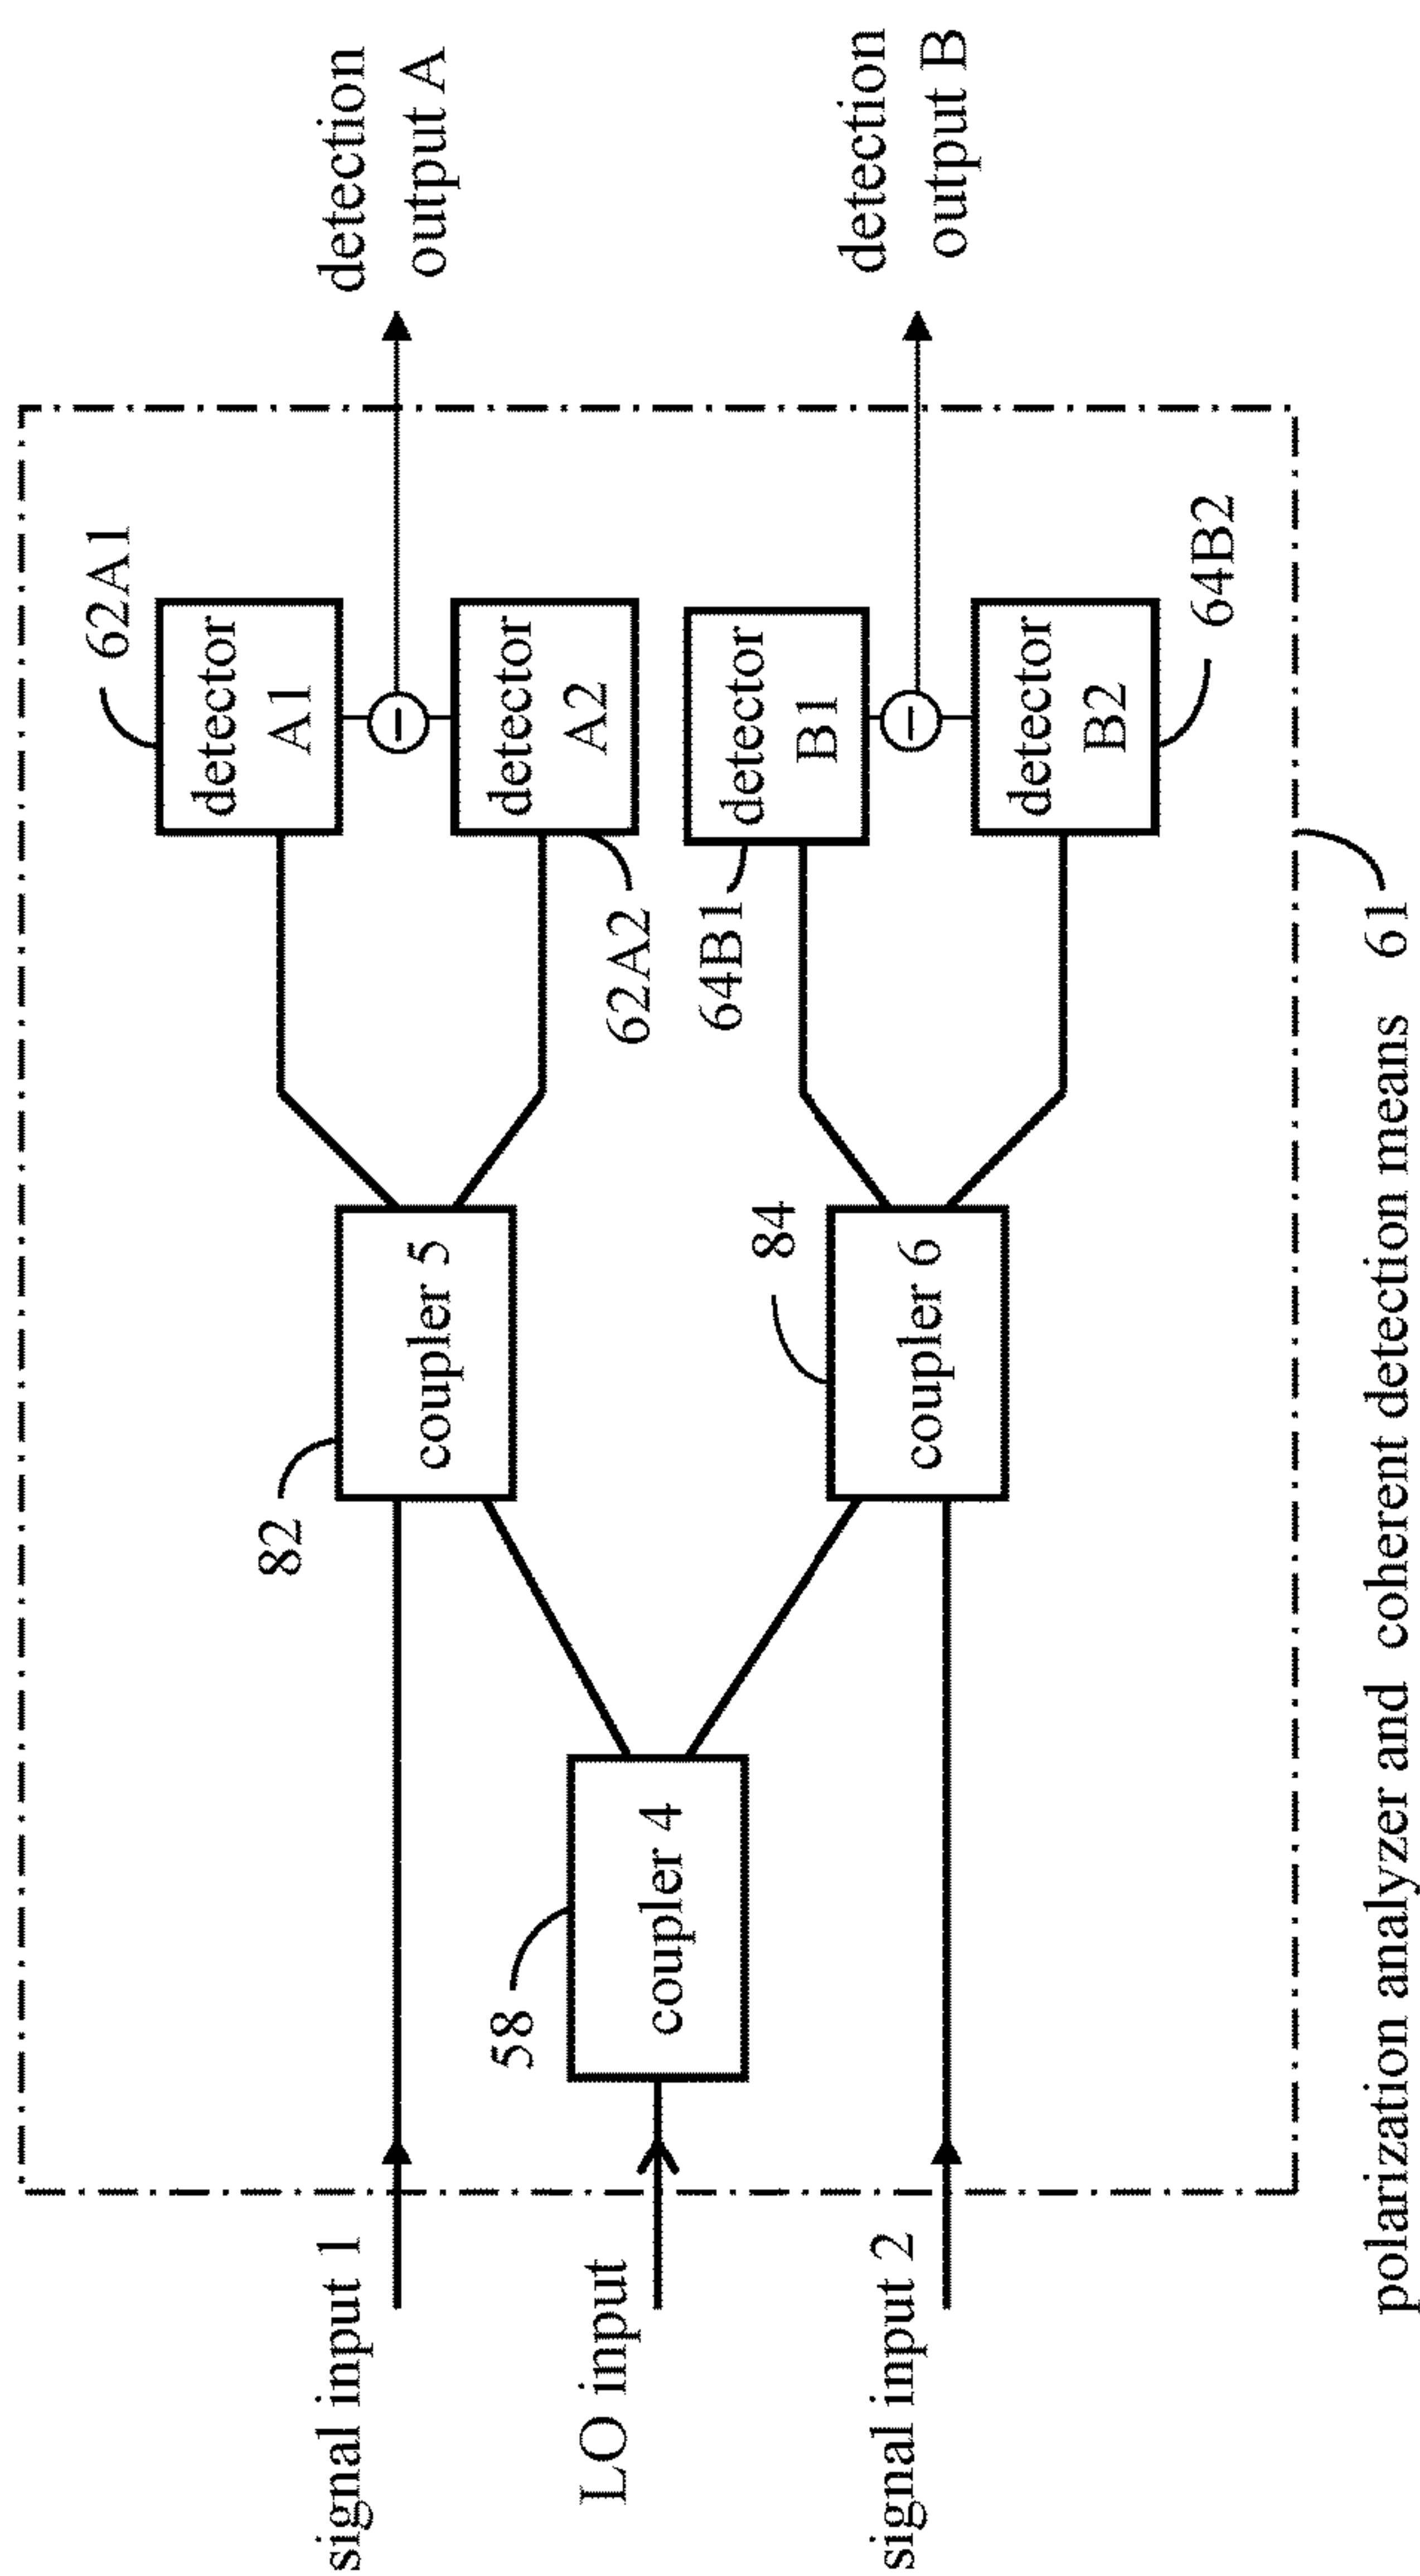 signal input 1
LO input
signal input 2
58
coupler 4
82
coupler 5
84
coupler 6
62A1
detector
A1
detector
A2
62A2
64B1
detector
B1
detector
B2
64B2
detection
output A
detection
output B
polarization analyzer and coherent detection means 61